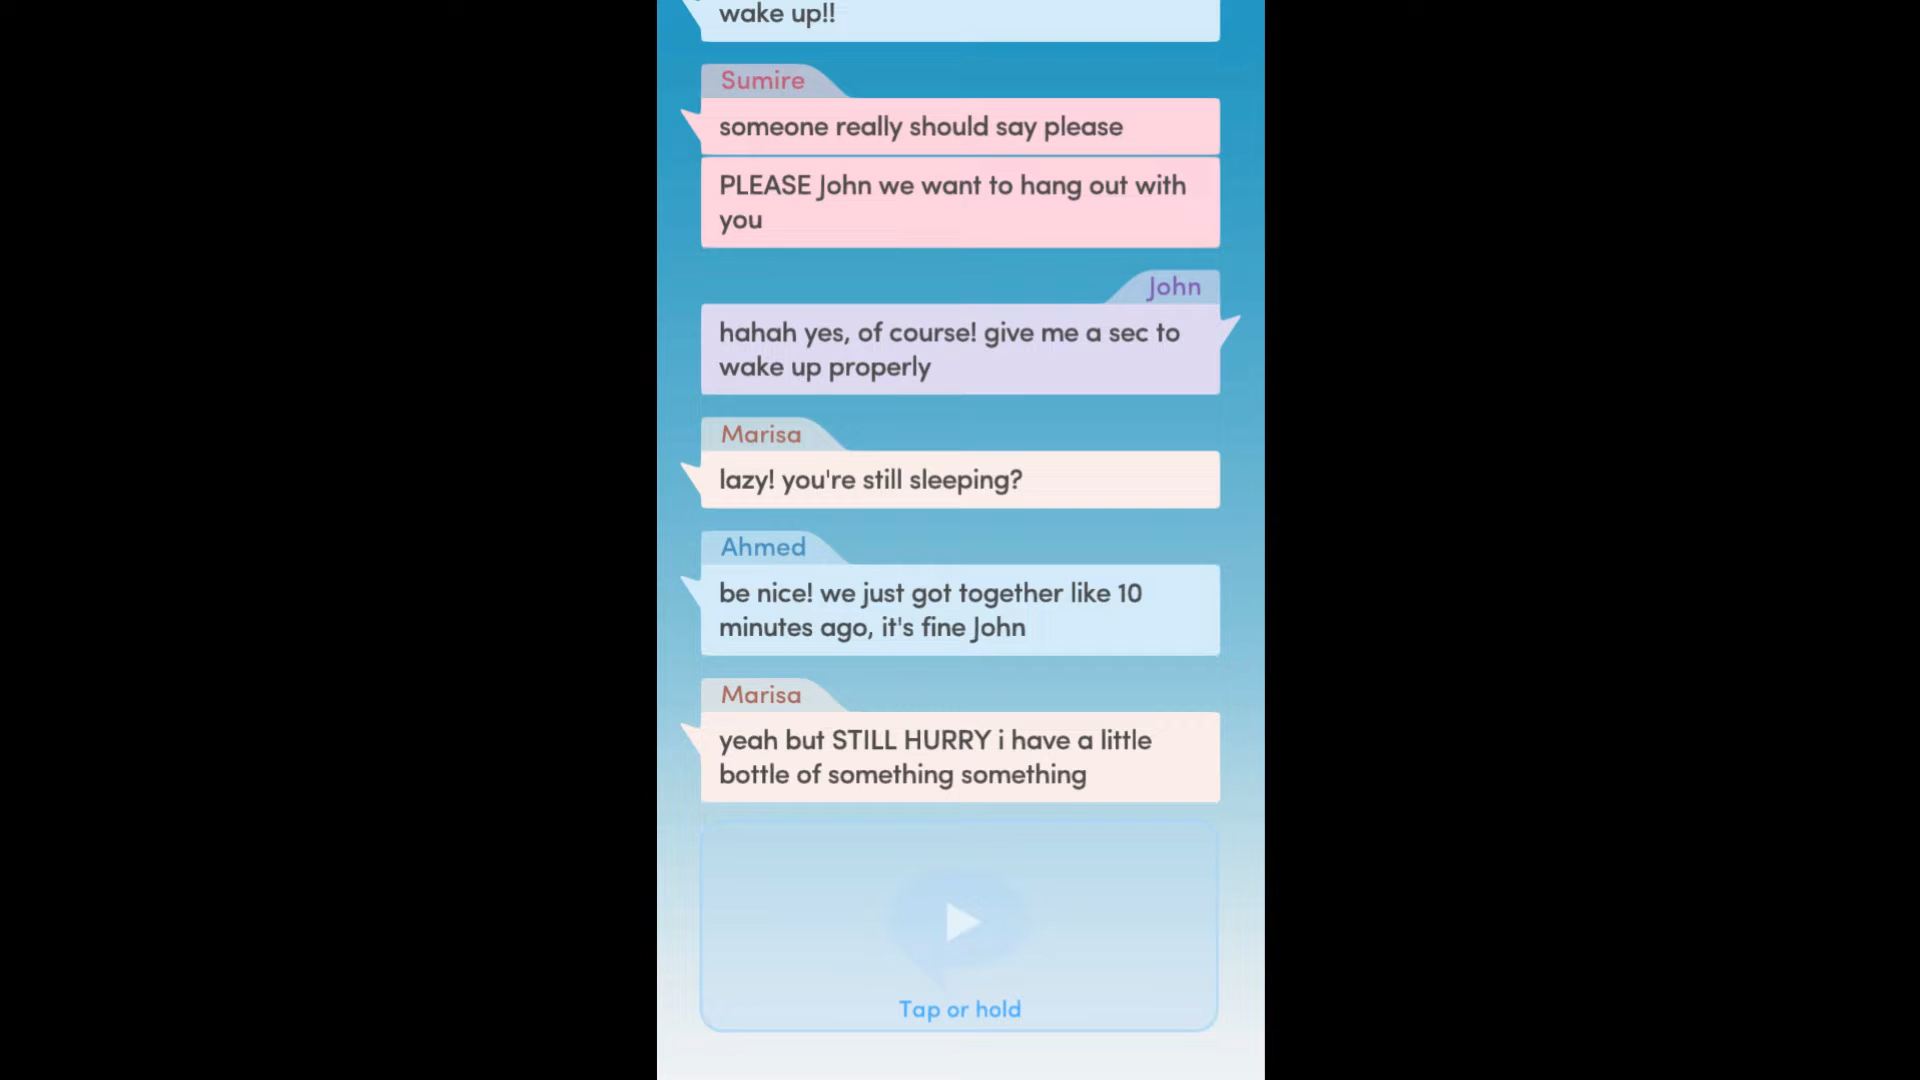 wake up!!
Sumire
someone really should say please
PLEASE John we want to hang out with
you
John
hahah yes, of course! give me a sec to
wake up properly
Marisa
lazy! you're still sleeping?
Ahmed
be nice! we just got together like 10
minutes ago, it's fine John
Marisa
yeah but STILL HURRY i have a little
bottle of something something
Tap or hold